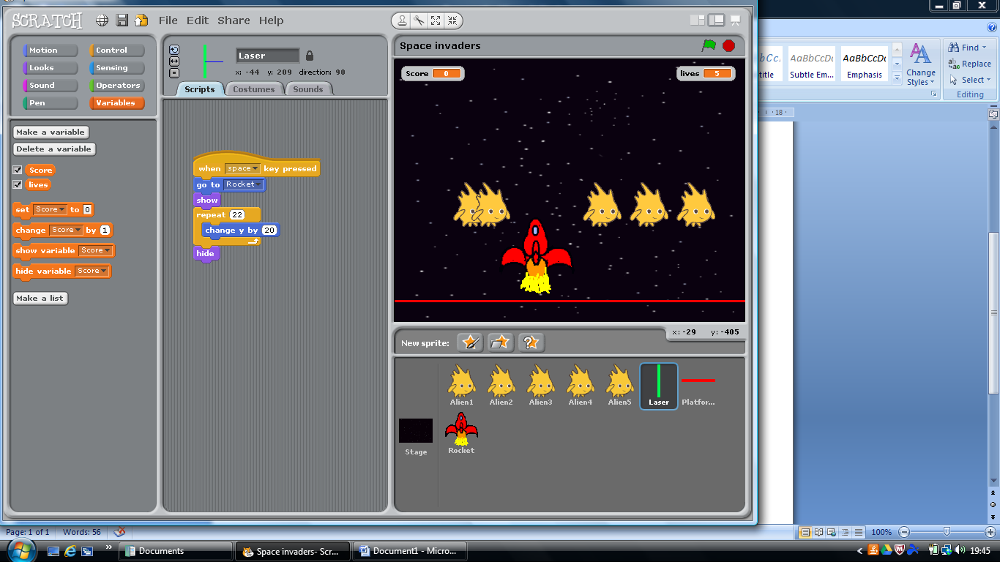 SCRATCH File Edit Share Help
Motion Control
Looks Sensing
Sound Operators
Pen Variables
Make a variable
Delete a variable
Score
lives
set Score to 0
change Score by 1
show variable Score
hide variable Score
Make a list
Laser
x: -44 y: 209 direction: 90
Scripts Costumes Sounds
when space key pressed
go to Rocket
show
repeat 22
change y by 20
hide
Space invaders
Score 0 lives 5
x: -29 y: -405
New sprite:
Alien1 Alien2 Alien3 Alien4 Alien5 Laser Platfor...
Stage Rocket
AaBbCcDc AaBbCcDc
Subtle Em... Emphasis
Change Styles
Find
Replace
Select
Editing
18
Page: 1 of 1 Words: 56 100%
Documents Space invaders- Scr... Document1 - Micro... 19:45